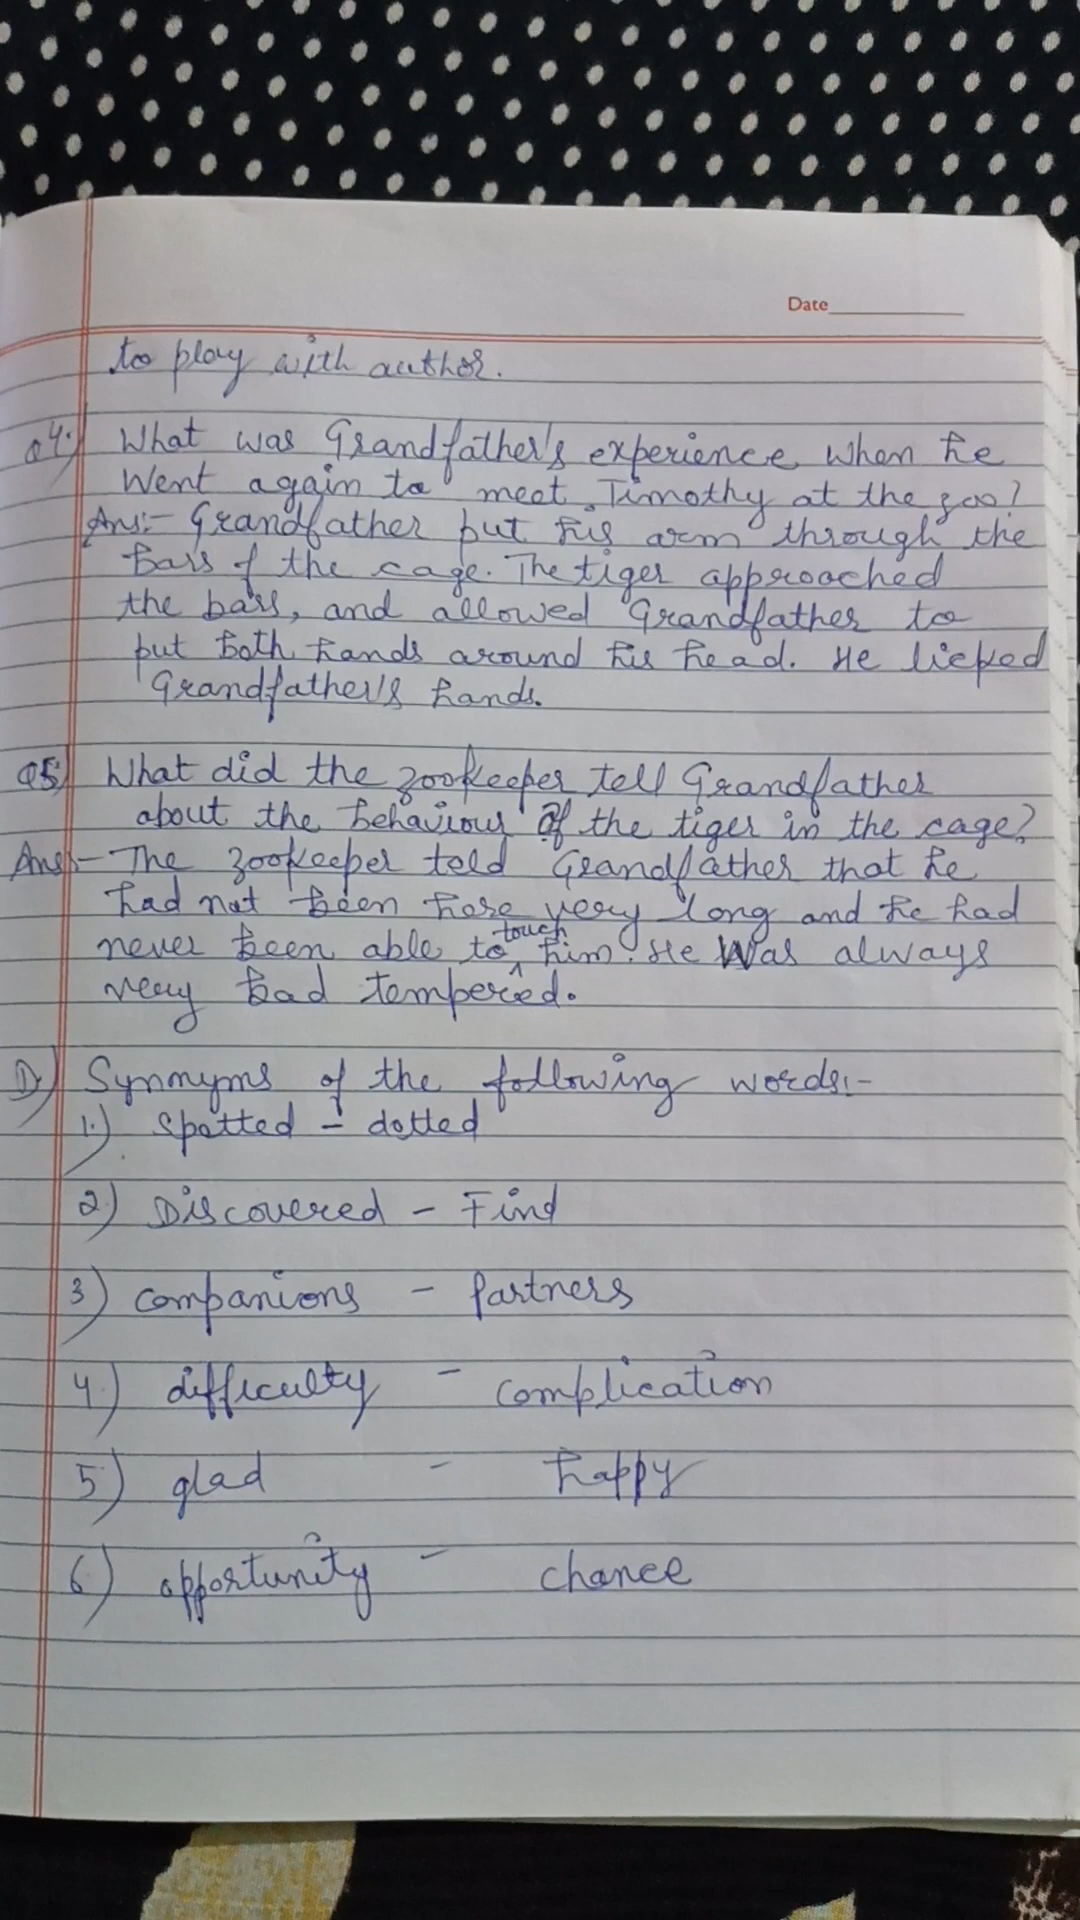 Date
to play with author.
Q4.) What was Grandfather's experience when he
Went again to meet Timothy at the zoo?
Ans:- Grandfather put his arm through the
bars of the cage. The tiger approached
the bars, and allowed Grandfather to
put both hands around his head. He licked
Grandfather's hands.
Q5) What did the zookeeper tell Grandfather
about the behaviour of the tiger in the cage?
Ans:- The zookeeper told Grandfather that he
had not been here very long and he had
never been able to touch him. He was always
very bad tempered.
D) Synonyms of the following words:-
1.) Spotted - dotted
2) Discovered - Find
3) companions - Partners
4.) difficulty - complication
5) glad - happy
6) opportunity - chance